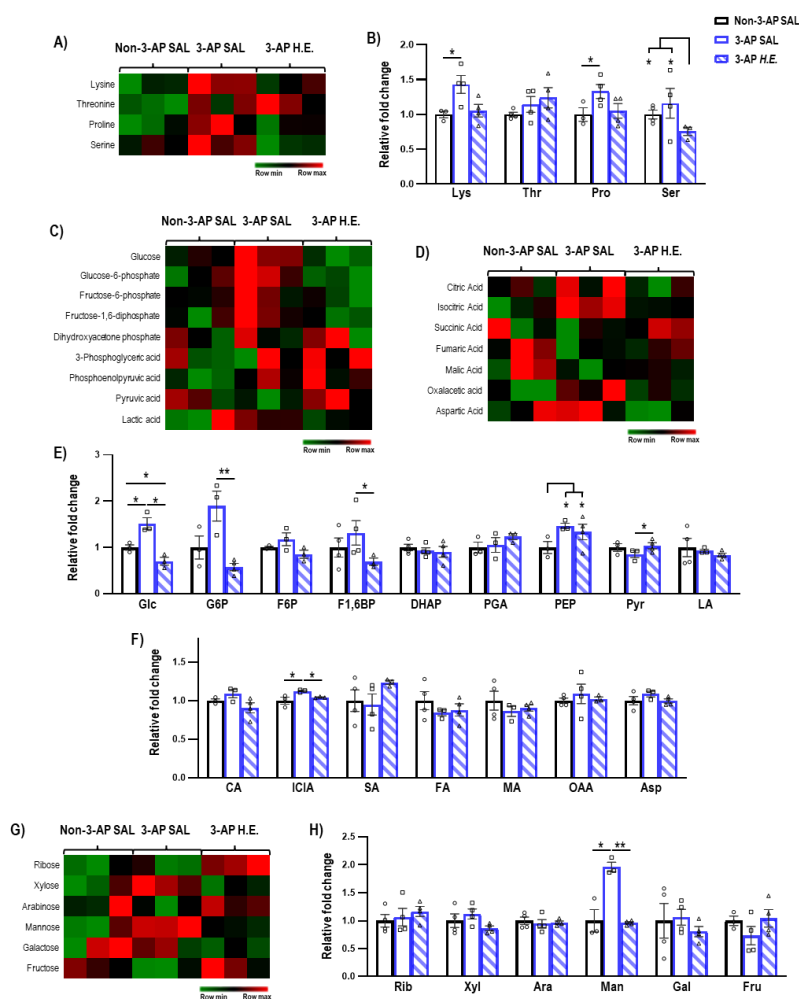 Non-3-AP SAL
3-AP SAL
3-AP H.E.
A)
Non-3-AP SAL 3-AP SAL 3-AP H.E.
Lysine
Threonine
Proline
Serine
Row min Row max
B)
Relative fold change
2.0
1.5
1.0
0.5
0.0
* * * *
Lys Thr Pro Ser
C)
Non-3-AP SAL 3-AP SAL 3-AP H.E.
Glucose
Glucose-6-phosphate
Fructose-6-phosphate
Fructose-1,6-diphosphate
Dihydroxyacetone phosphate
3-Phosphoglyceric acid
Phosphoenolpyruvic acid
Pyruvic acid
Lactic acid
Row min Row max
D)
Non-3-AP SAL 3-AP SAL 3-AP H.E.
Citric Acid
Isocitric Acid
Succinic Acid
Fumaric Acid
Malic Acid
Oxalacetic acid
Aspartic Acid
Row min Row max
E)
Relative fold change
3
2
1
0
* * * ** * * * *
Glc G6P F6P F1,6BP DHAP PGA PEP Pyr LA
F)
Relative fold change
1.5
1.0
0.5
0.0
* *
CA ICIA SA FA MA OAA Asp
G)
Non-3-AP SAL 3-AP SAL 3-AP H.E.
Ribose
Xylose
Arabinose
Mannose
Galactose
Fructose
Row min Row max
H)
Relative fold change
2.5
2.0
1.5
1.0
0.5
0.0
* **
Rib Xyl Ara Man Gal Fru